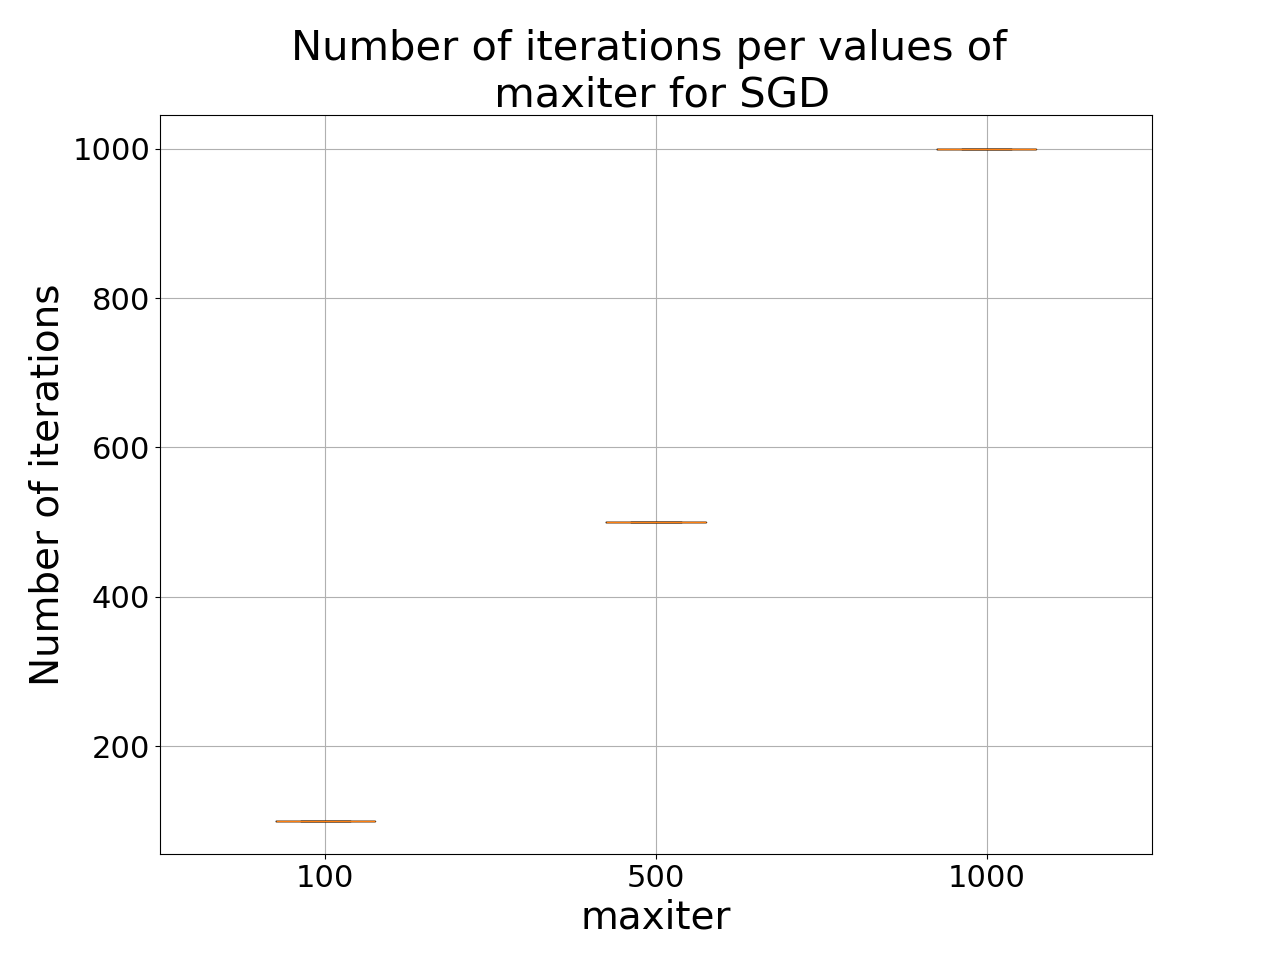 Number of iterations per values of
maxiter for SGD
1000
800
600
400
200
Number of iterations
100 500 1000
maxiter